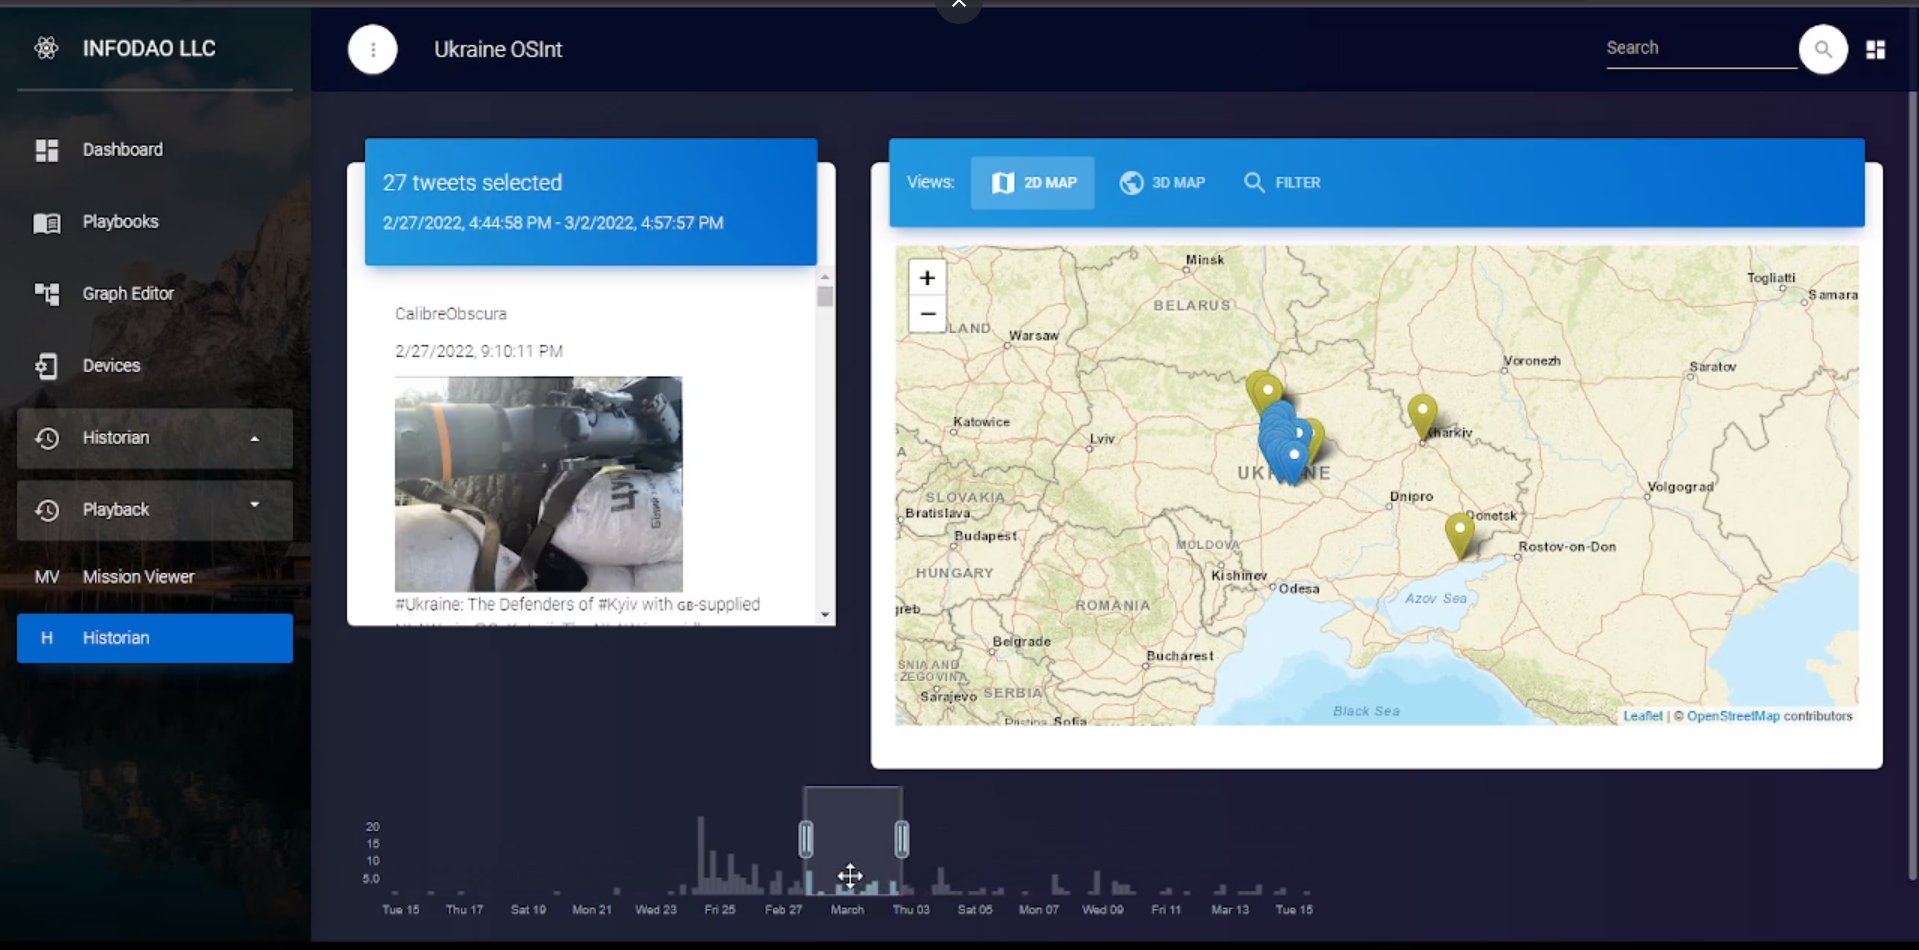 INFODAO LLC
Ukraine OSInt
Search
Dashboard
Playbooks
Graph Editor
Devices
Historian
Playback
MV Mission Viewer
H Historian
27 tweets selected
2/27/2022, 4:44:58 PM - 3/2/2022, 4:57:57 PM
CalibreObscura
2/27/2022, 9:10:11 PM
#Ukraine: The Defenders of #Kyiv with GB-supplied
Views: 2D MAP 3D MAP FILTER
+
−
Minsk
Togliatti
Samara
BELARUS
LAND
Warsaw
Voronezh
Saratov
Katowice
Lviv
Kharkiv
A
UKRAINE
Volgograd
SLOVAKIA
Dnipro
Bratislava
Donetsk
Budapest
MOLDOVA
Rostov-on-Don
HUNGARY
Kishinev
Odesa
Azov Sea
greb
ROMANIA
Belgrade
Bucharest
SNIA AND
ZEGOVINA
Sarajevo
SERBIA
Black Sea
Pristina
Sofia
Leaflet | © OpenStreetMap contributors
20
15
10
5.0
Tue 15 Thu 17 Sat 19 Mon 21 Wed 23 Fri 25 Feb 27 March Thu 03 Sat 05 Mon 07 Wed 09 Fri 11 Mar 13 Tue 15